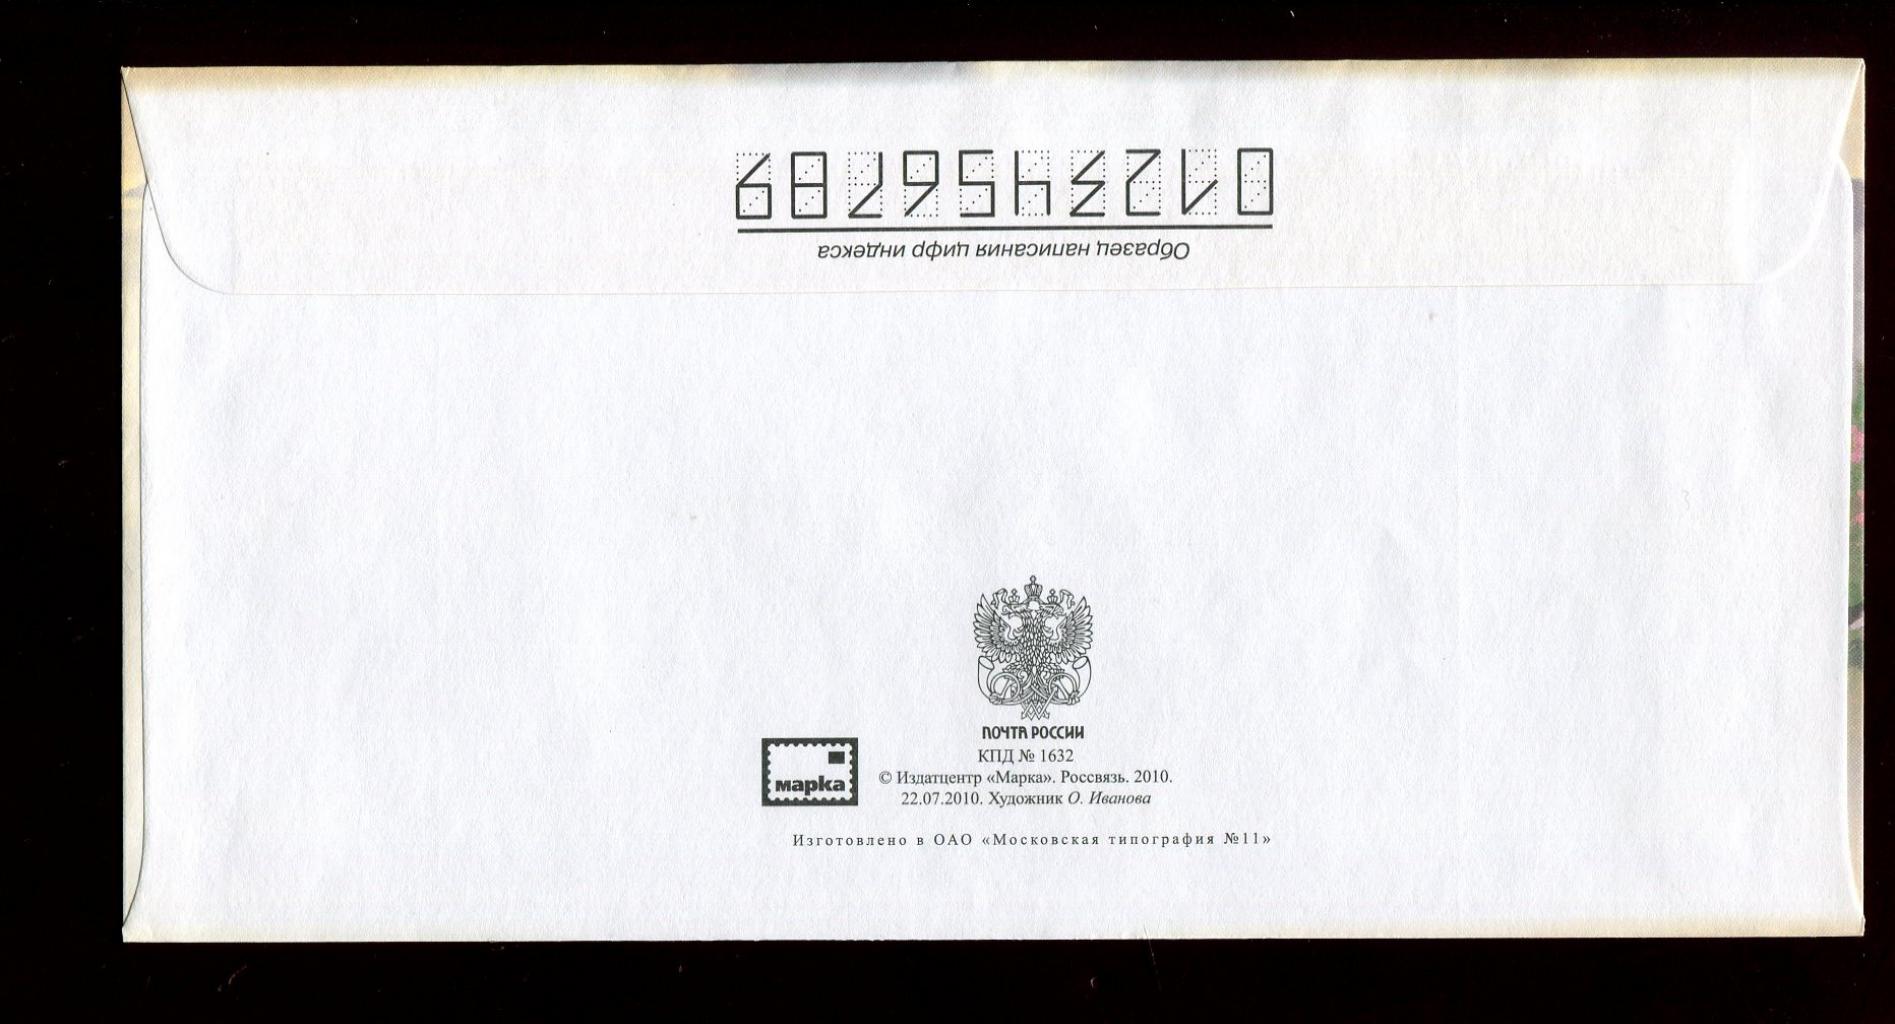 0123456789
Образец написания цифр индекса
ПОЧТА РОССИИ
КПД № 1632
марка
© Издатцентр «Марка». Россвязь. 2010.
22.07.2010. Художник О. Иванова
Изготовлено в ОАО «Московская типография №11»